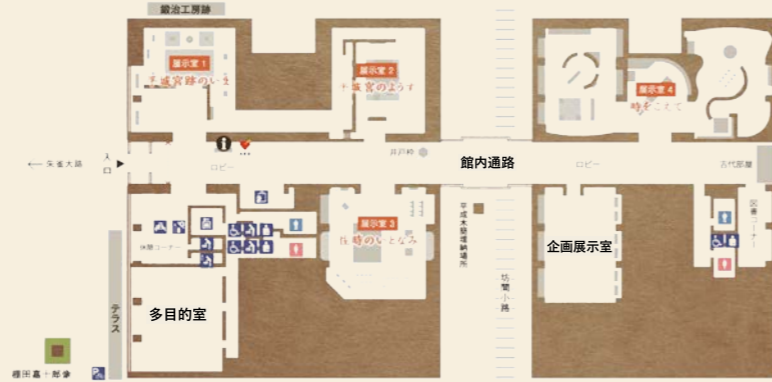 鍛冶工房跡
展示室 1
平城宮跡のいま
展示室 2
平城宮のようす
展示室 4
時をこえて
朱雀大路
入口
ロビー
井戸枠
館内通路
ロビー
古代部屋
展示室 3
往時のいとなみ
休憩コーナー
平成木簡埋納場所
企画展示室
図書コーナー
坊間小路
テラス
多目的室
棚田嘉十郎像